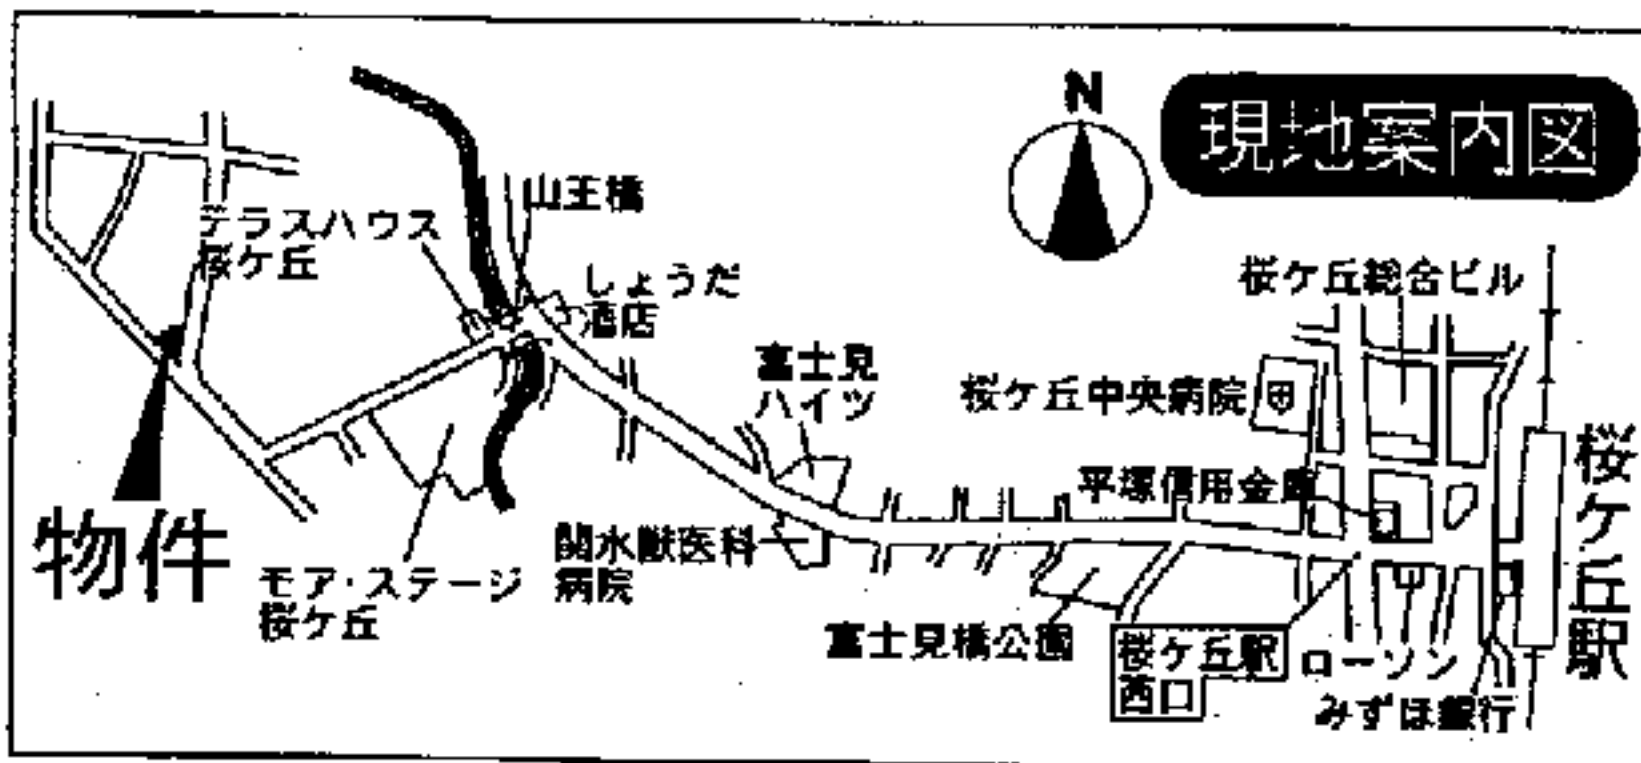 N
現地案内図
山王橋
テラスハウス
桜ケ丘
しょうだ
酒店
桜ケ丘総合ビル
富士見
ハイツ
桜ケ丘中央病院
平塚信用金庫
桜ケ丘駅
物件
関水獣医科
病院
モア・ステージ
桜ケ丘
富士見橋公園
桜ケ丘駅
西口
ローソン
みずほ銀行